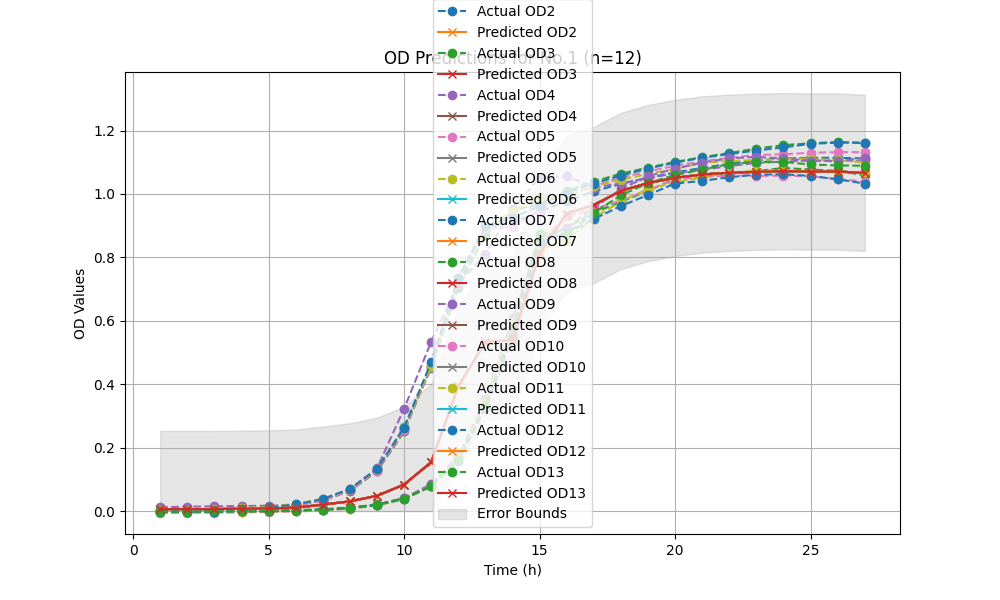 Actual OD2
Predicted OD2
Actual OD3
OD Predictions for No.1 (n=12)
Predicted OD3
Actual OD4
Predicted OD4
Actual OD5
Predicted OD5
Actual OD6
Predicted OD6
Actual OD7
Predicted OD7
Actual OD8
Predicted OD8
Actual OD9
Predicted OD9
Actual OD10
Predicted OD10
Actual OD11
Predicted OD11
Actual OD12
Predicted OD12
Actual OD13
Predicted OD13
Error Bounds
OD Values
1.2
1.0
0.8
0.6
0.4
0.2
0.0
0 5 10 15 20 25
Time (h)